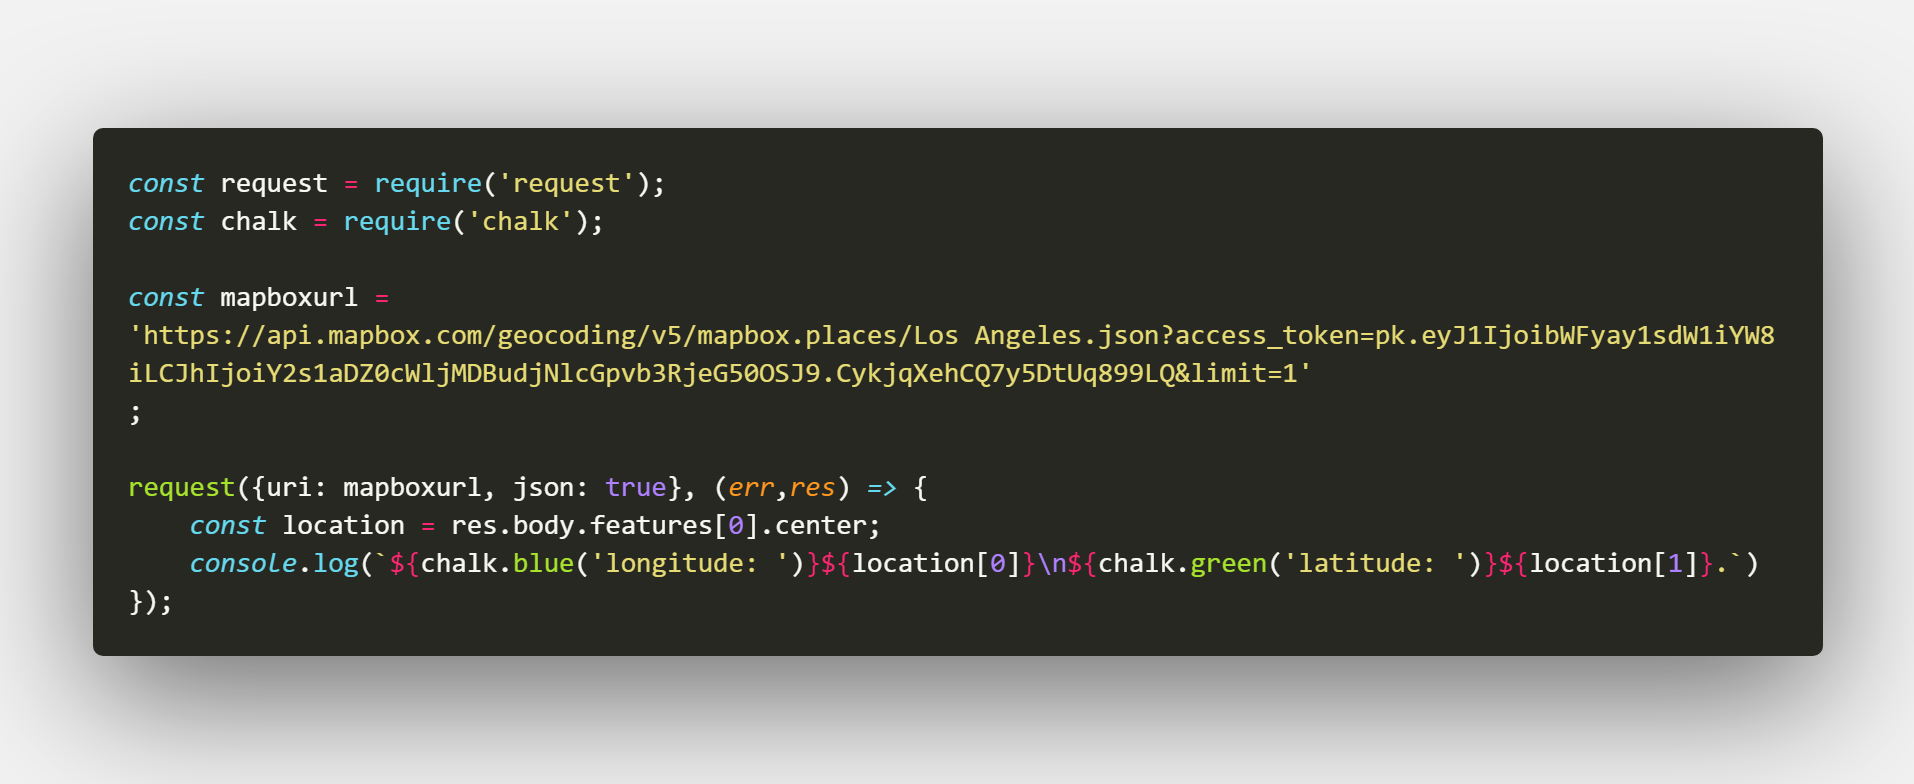 const request = require('request');
const chalk = require('chalk');
const mapboxurl =
'https://api.mapbox.com/geocoding/v5/mapbox.places/Los Angeles.json?access_token=pk.eyJ1IjoibWFyay1sdW1iYW8
iLCJhIjoiY2s1aDZ0cWljMDBudjNlcGpvb3RjeG50OSJ9.CykjqXehCQ7y5DtUq899LQ&limit=1'
;
request({uri: mapboxurl, json: true}, (err,res) => {
    const location = res.body.features[0].center;
    console.log(`${chalk.blue('longitude: ')}${location[0]}\n${chalk.green('latitude: ')}${location[1]}.`)
});